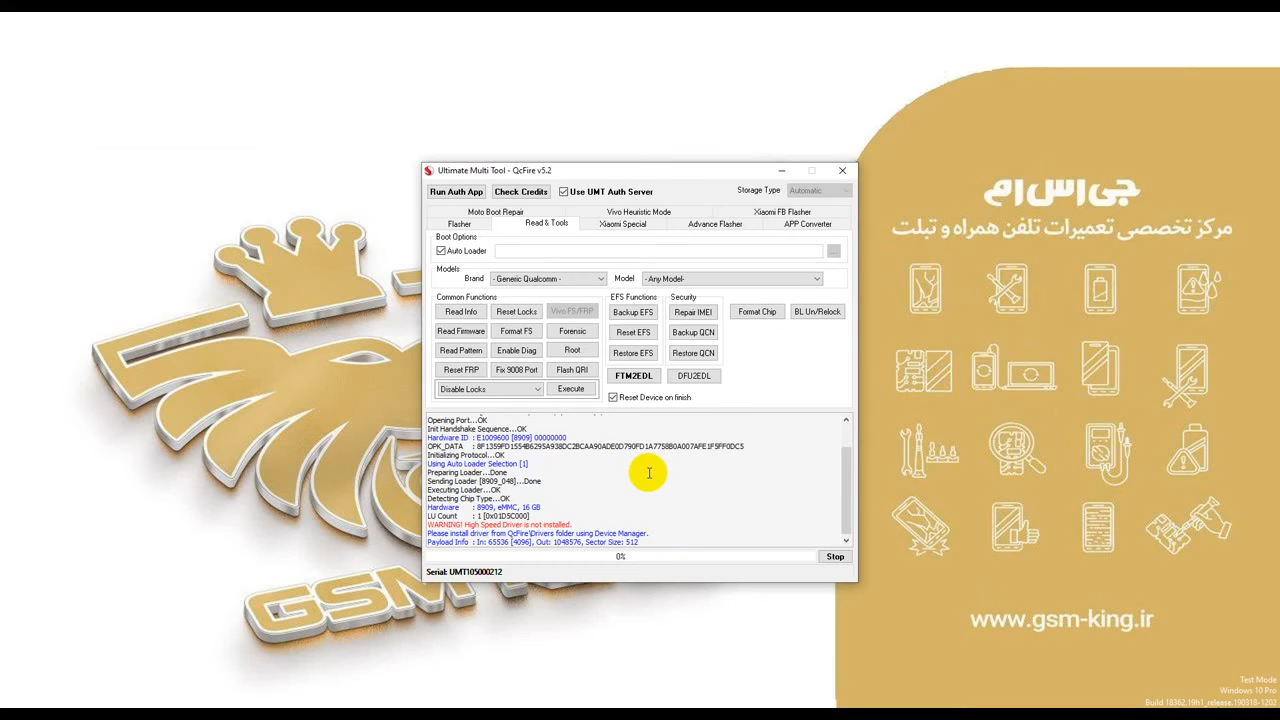 Ultimate Multi Tool - QcFire v5.2
Run Auth App
Check Credits
Use UMT Auth Server
Storage Type
Automatic
Moto Boot Repair
Vivo Heuristic Mode
Xiaomi FB Flasher
Flasher
Read & Tools
Xiaomi Special
Advance Flasher
APP Converter
Boot Options
Auto Loader
...
Models
Brand
- Generic Qualcomm -
Model
- Any Model-
Common Functions
EFS Functions
Security
Read Info
Reset Locks
Vivo FS/FRP
Backup EFS
Repair IMEI
Format Chip
BL Un/Relock
Read Firmware
Format FS
Forensic
Reset EFS
Backup QCN
Read Pattern
Enable Diag
Root
Restore EFS
Restore QCN
Reset FRP
Fix 9008 Port
Flash QRI
FTM2EDL
DFU2EDL
Disable Locks
Execute
Reset Device on finish
Opening Port...OK
Init Handshake Sequence...OK
Hardware ID : E1009600 [8909] 00000000
OPK_DATA : 8F1359FD1554B6295A938DC2BCAA90ADE0D790FD1A7758B0A007AFE1F5FF0DC5
Initializing Protocol...OK
Using Auto Loader Selection [1]
Preparing Loader...Done
Sending Loader [8909_048]...Done
Executing Loader...OK
Detecting Chip Type...OK
Hardware : 8909, eMMC, 16 GB
LU Count : 1 [0x01D5C000]
WARNING! High Speed Driver is not installed.
Please install driver from QcFire\Drivers folder using Device Manager.
Payload Info : In: 65536 [4096], Out: 1048576, Sector Size: 512
0%
Stop
Serial: UMT105000212
جی‌اس‌ام
مرکز تخصصی تعمیرات تلفن همراه و تبلت
www.gsm-king.ir
Test Mode
Windows 10 Pro
Build 18362.19h1_release.190318-1202